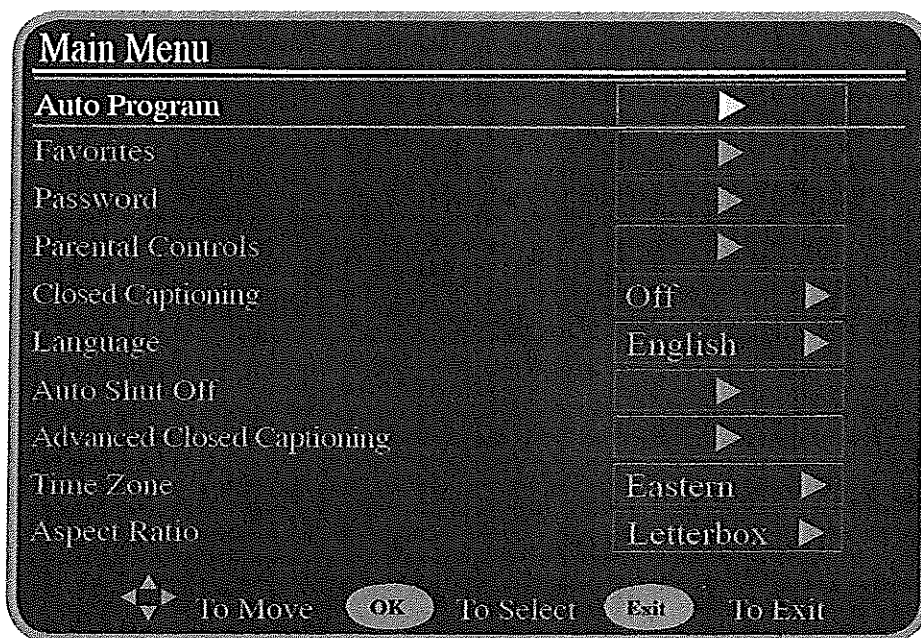 Main Menu
Auto Program
Favorites
Password
Parental Controls
Closed Captioning Off
Language English
Auto Shut Off
Advanced Closed Captioning
Time Zone Eastern
Aspect Ratio Letterbox
To Move OK To Select Exit To Exit